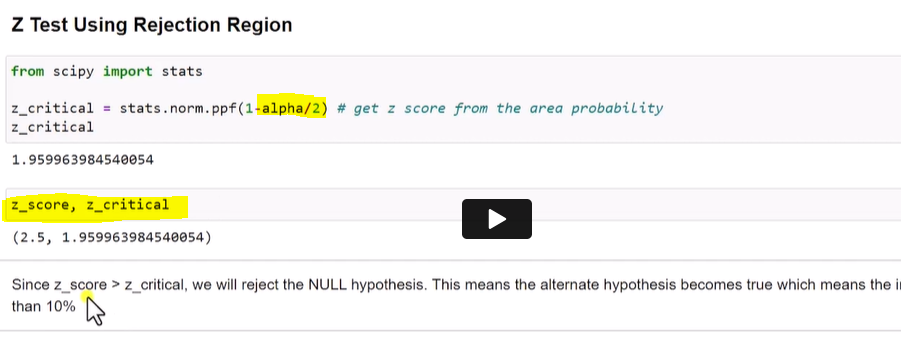 Z Test Using Rejection Region
from scipy import stats
z_critical = stats.norm.ppf(1-alpha/2) # get z score from the area probability
z_critical
1.959963984540054
z_score, z_critical
(2.5, 1.959963984540054)
Since z_score > z_critical, we will reject the NULL hypothesis. This means the alternate hypothesis becomes true which means the
than 10%